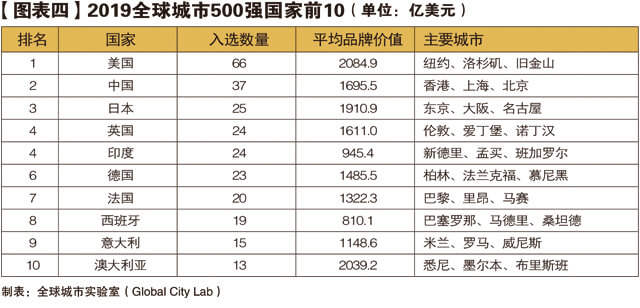 【图表四】2019全球城市500强国家前10(单位：亿美元)
排名 国家 入选数量 平均品牌价值 主要城市
1 美国 66 2084.9 纽约、洛杉矶、旧金山
2 中国 37 1695.5 香港、上海、北京
3 日本 25 1910.9 东京、大阪、名古屋
4 英国 24 1611.0 伦敦、爱丁堡、诺丁汉
4 印度 24 945.4 新德里、孟买、班加罗尔
6 德国 23 1485.5 柏林、法兰克福、慕尼黑
7 法国 20 1322.3 巴黎、里昂、马赛
8 西班牙 19 810.1 巴塞罗那、马德里、桑坦德
9 意大利 15 1148.6 米兰、罗马、威尼斯
10 澳大利亚 13 2039.2 悉尼、墨尔本、布里斯班
制表：全球城市实验室(Global City Lab)